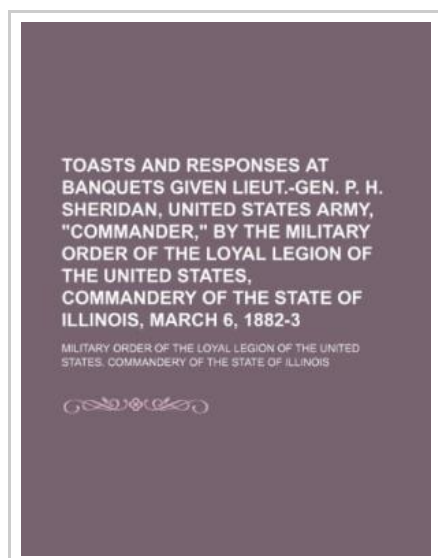 TOASTS AND RESPONSES AT
BANQUETS GIVEN LIEUT.-GEN. P. H.
SHERIDAN, UNITED STATES ARMY,
"COMMANDER," BY THE MILITARY
ORDER OF THE LOYAL LEGION OF
THE UNITED STATES,
COMMANDERY OF THE STATE OF
ILLINOIS, MARCH 6, 1882-3
MILITARY ORDER OF THE LOYAL LEGION OF THE UNITED
STATES. COMMANDERY OF THE STATE OF ILLINOIS